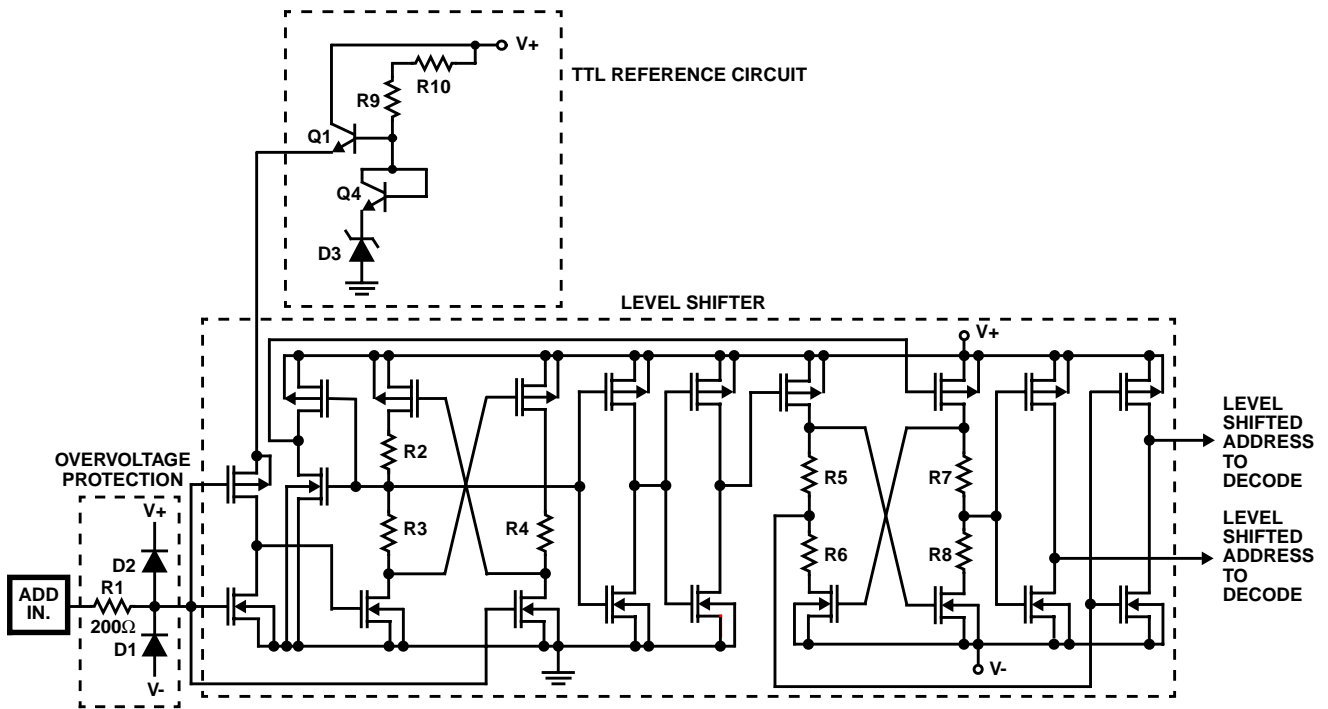 V+
TTL REFERENCE CIRCUIT
R10
R9
Q1
Q4
D3
LEVEL SHIFTER
V+
OVERVOLTAGE
PROTECTION
V+
D2
R1
200Ω
D1
V-
ADD
IN.
R2
R3
R4
R5
R6
R7
R8
V-
LEVEL
SHIFTED
ADDRESS
TO
DECODE
LEVEL
SHIFTED
ADDRESS
TO
DECODE